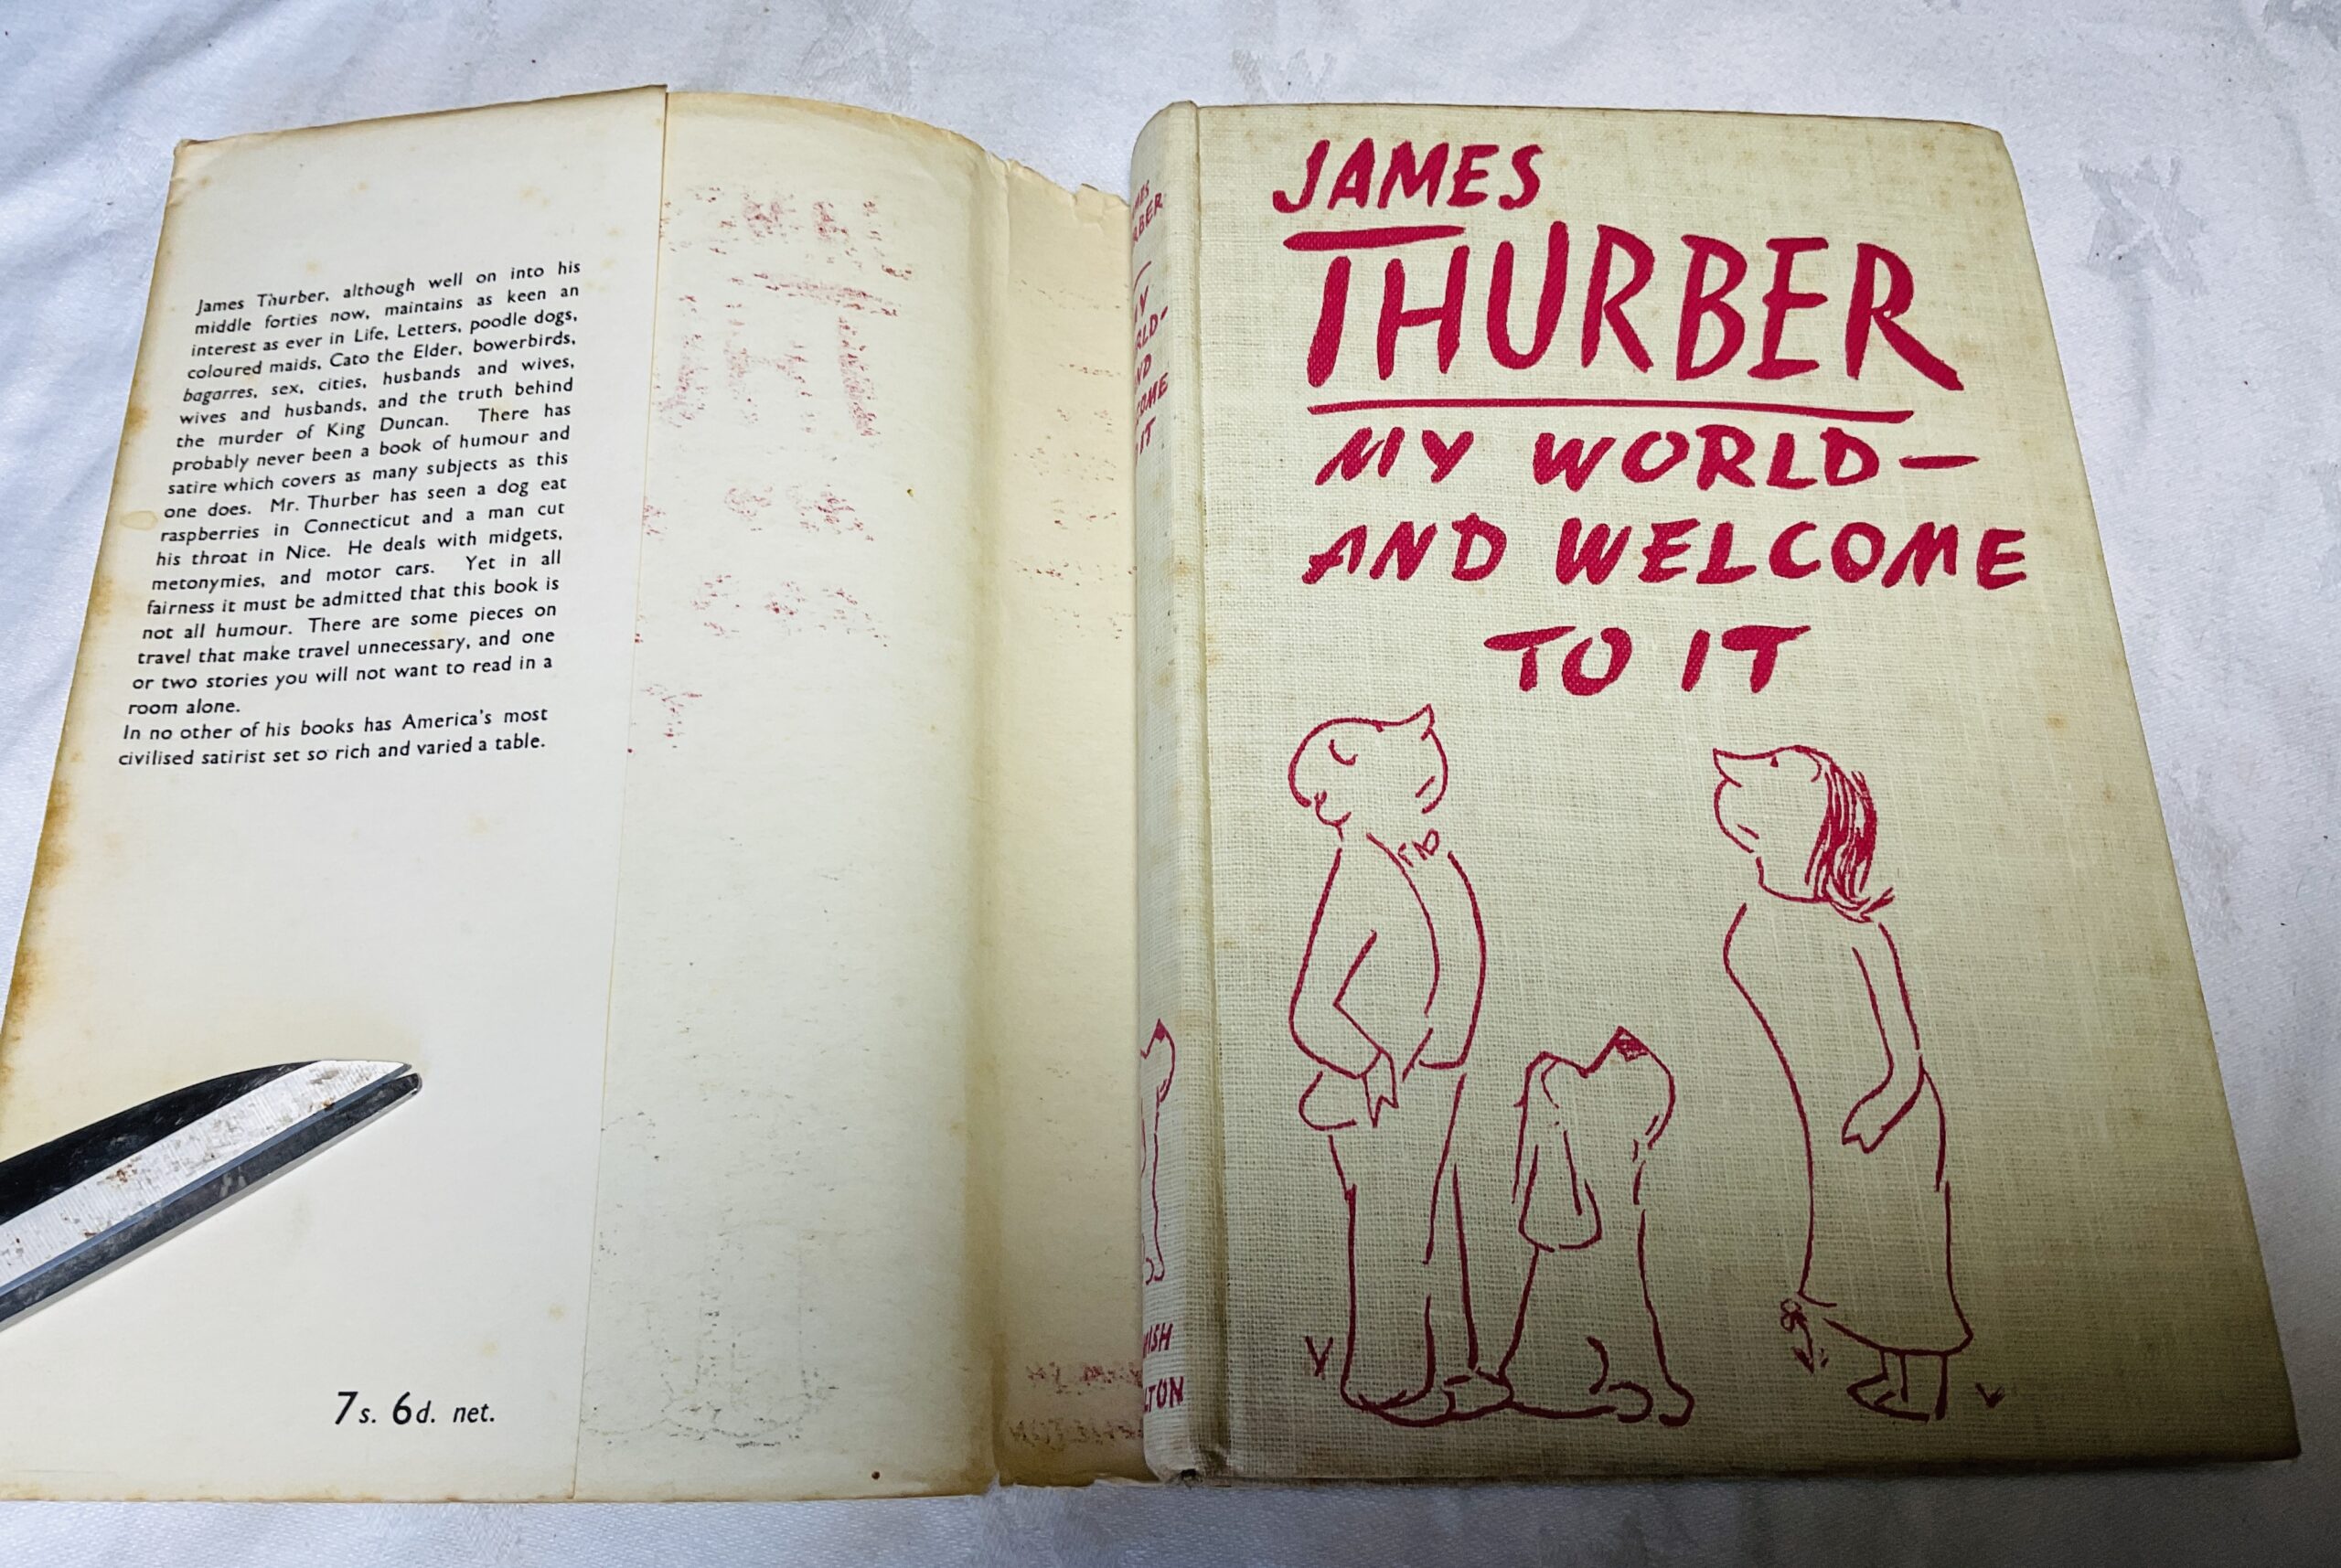 James Thurber, although well on into his
middle forties now, maintains as keen an
interest as ever in Life, Letters, poodle dogs,
coloured maids, Cato the Elder, bowerbirds,
bagarres, sex, cities, husbands and wives,
wives and husbands, and the truth behind
the murder of King Duncan. There has
probably never been a book of humour and
satire which covers as many subjects as this
one does. Mr. Thurber has seen a dog eat
raspberries in Connecticut and a man cut
his throat in Nice. He deals with midgets,
metonymies, and motor cars. Yet in all
fairness it must be admitted that this book is
not all humour. There are some pieces on
travel that make travel unnecessary, and one
or two stories you will not want to read in a
room alone.
In no other of his books has America's most
civilised satirist set so rich and varied a table.
7s. 6d. net.
JAMES
THURBER
MY WORLD—
AND WELCOME
TO IT